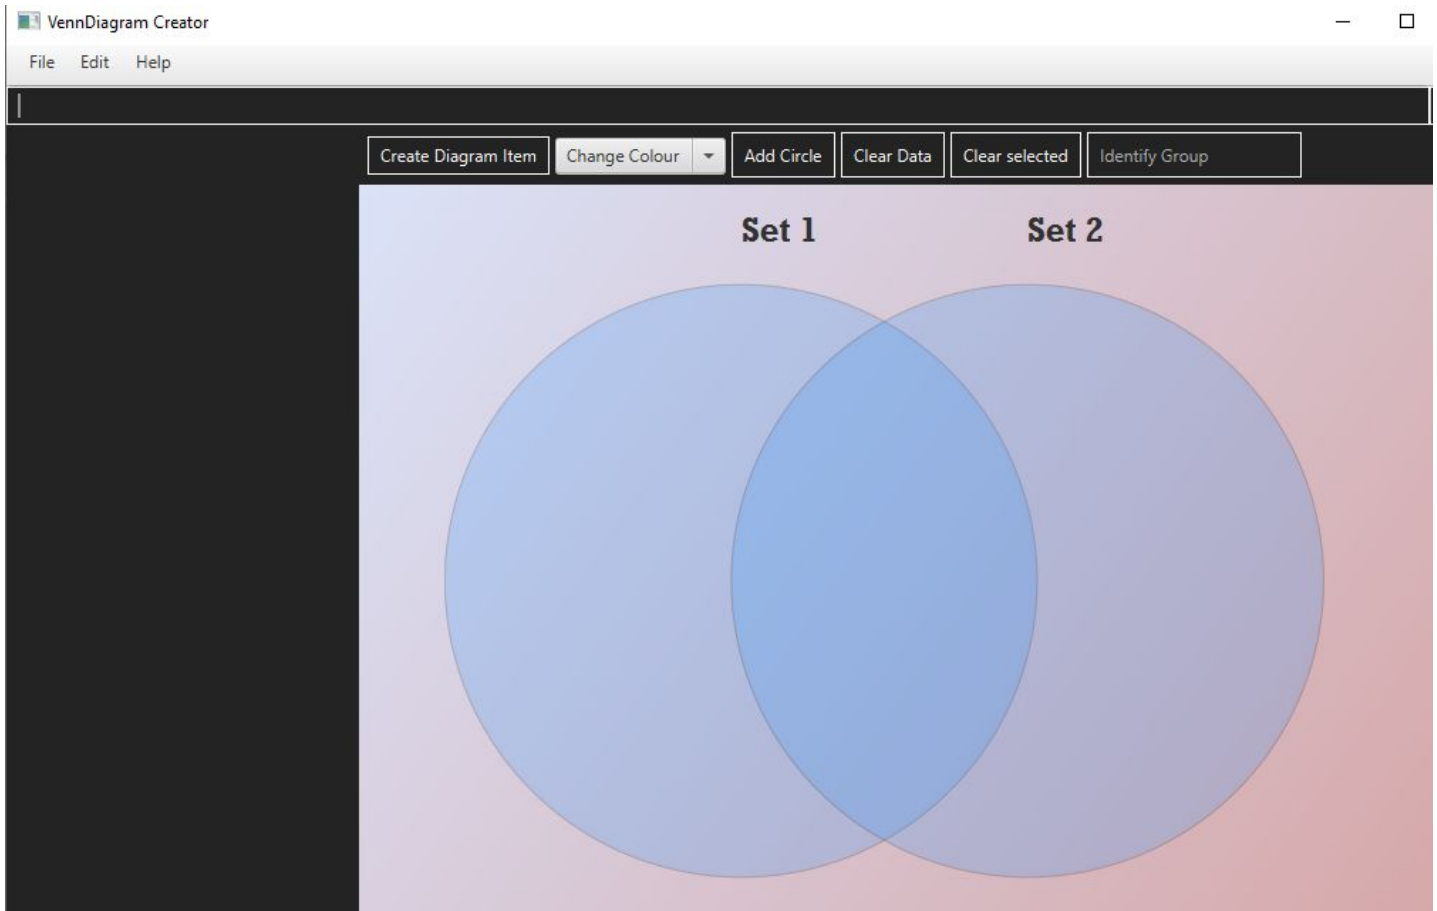 VennDiagram Creator
File Edit Help
Create Diagram Item Change Colour Add Circle Clear Data Clear selected Identify Group
Set 1 Set 2